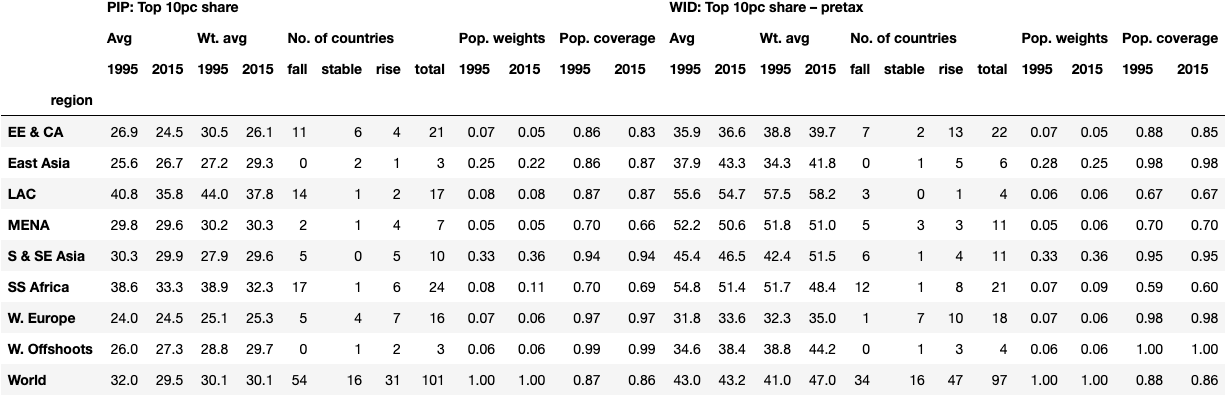 PIP: Top 10pc share WID: Top 10pc share – pretax
Avg Wt. avg No. of countries Pop. weights Pop. coverage Avg Wt. avg No. of countries Pop. weights Pop. coverage
1995 2015 1995 2015 fall stable rise total 1995 2015 1995 2015 1995 2015 1995 2015 fall stable rise total 1995 2015 1995 2015
region
EE & CA 26.9 24.5 30.5 26.1 11 6 4 21 0.07 0.05 0.86 0.83 35.9 36.6 38.8 39.7 7 2 13 22 0.07 0.05 0.88 0.85
East Asia 25.6 26.7 27.2 29.3 0 2 1 3 0.25 0.22 0.86 0.87 37.9 43.3 34.3 41.8 0 1 5 6 0.28 0.25 0.98 0.98
LAC 40.8 35.8 44.0 37.8 14 1 2 17 0.08 0.08 0.87 0.87 55.6 54.7 57.5 58.2 3 0 1 4 0.06 0.06 0.67 0.67
MENA 29.8 29.6 30.2 30.3 2 1 4 7 0.05 0.05 0.70 0.66 52.2 50.6 51.8 51.0 5 3 3 11 0.05 0.06 0.70 0.70
S & SE Asia 30.3 29.9 27.9 29.6 5 0 5 10 0.33 0.36 0.94 0.94 45.4 46.5 42.4 51.5 6 1 4 11 0.33 0.36 0.95 0.95
SS Africa 38.6 33.3 38.9 32.3 17 1 6 24 0.08 0.11 0.70 0.69 54.8 51.4 51.7 48.4 12 1 8 21 0.07 0.09 0.59 0.60
W. Europe 24.0 24.5 25.1 25.3 5 4 7 16 0.07 0.06 0.97 0.97 31.8 33.6 32.3 35.0 1 7 10 18 0.07 0.06 0.98 0.98
W. Offshoots 26.0 27.3 28.8 29.7 0 1 2 3 0.06 0.06 0.99 0.99 34.6 38.4 38.8 44.2 0 1 3 4 0.06 0.06 1.00 1.00
World 32.0 29.5 30.1 30.1 54 16 31 101 1.00 1.00 0.87 0.86 43.0 43.2 41.0 47.0 34 16 47 97 1.00 1.00 0.88 0.86